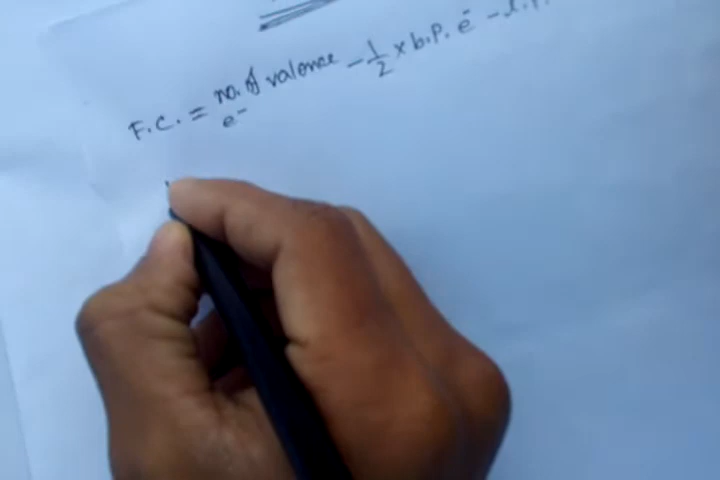 F.C. = no. of valence - 1/2 x b.p. e⁻ - l.p.
e⁻